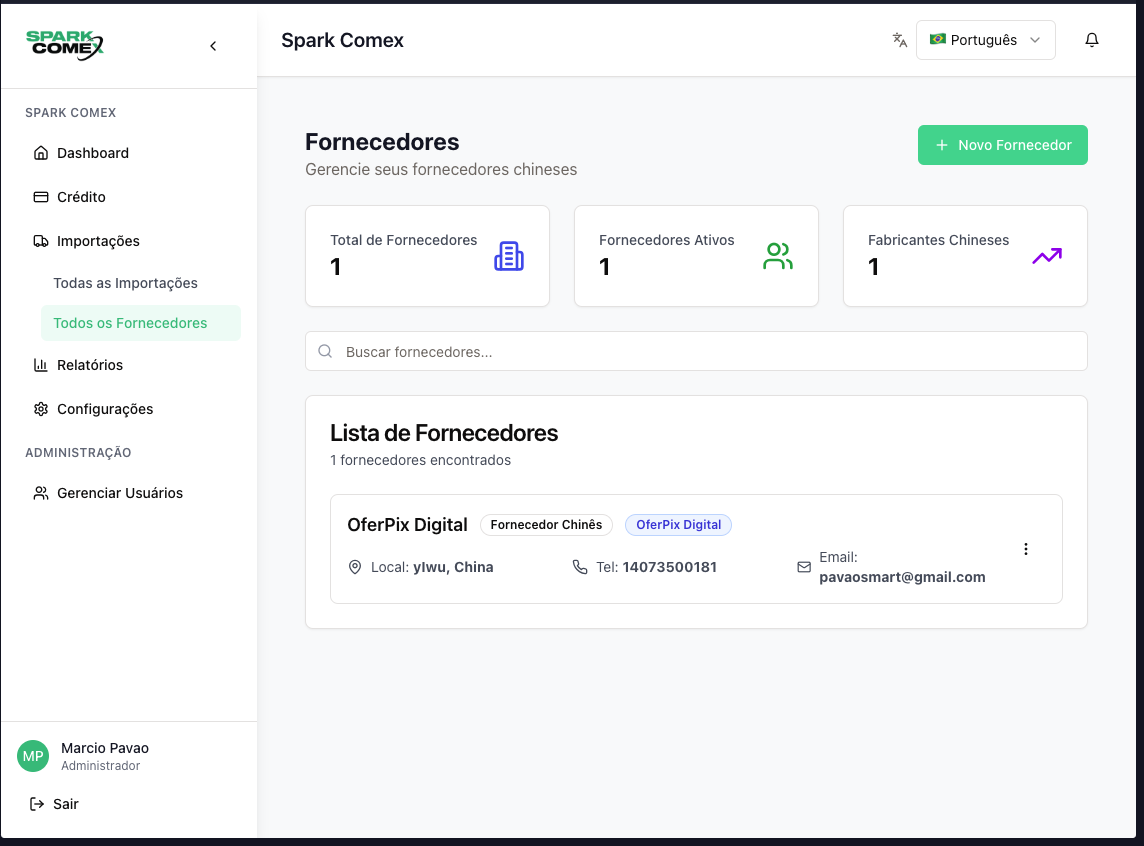 SPARK
COMEX
Spark Comex
Português
SPARK COMEX
Dashboard
Crédito
Importações
Todas as Importações
Todos os Fornecedores
Relatórios
Configurações
ADMINISTRAÇÃO
Gerenciar Usuários
MP
Marcio Pavao
Administrador
Sair
Fornecedores
Gerencie seus fornecedores chineses
+ Novo Fornecedor
Total de Fornecedores
1
Fornecedores Ativos
1
Fabricantes Chineses
1
Buscar fornecedores...
Lista de Fornecedores
1 fornecedores encontrados
OferPix Digital Fornecedor Chinês OferPix Digital
Local: yIwu, China
Tel: 14073500181
Email:
pavaosmart@gmail.com